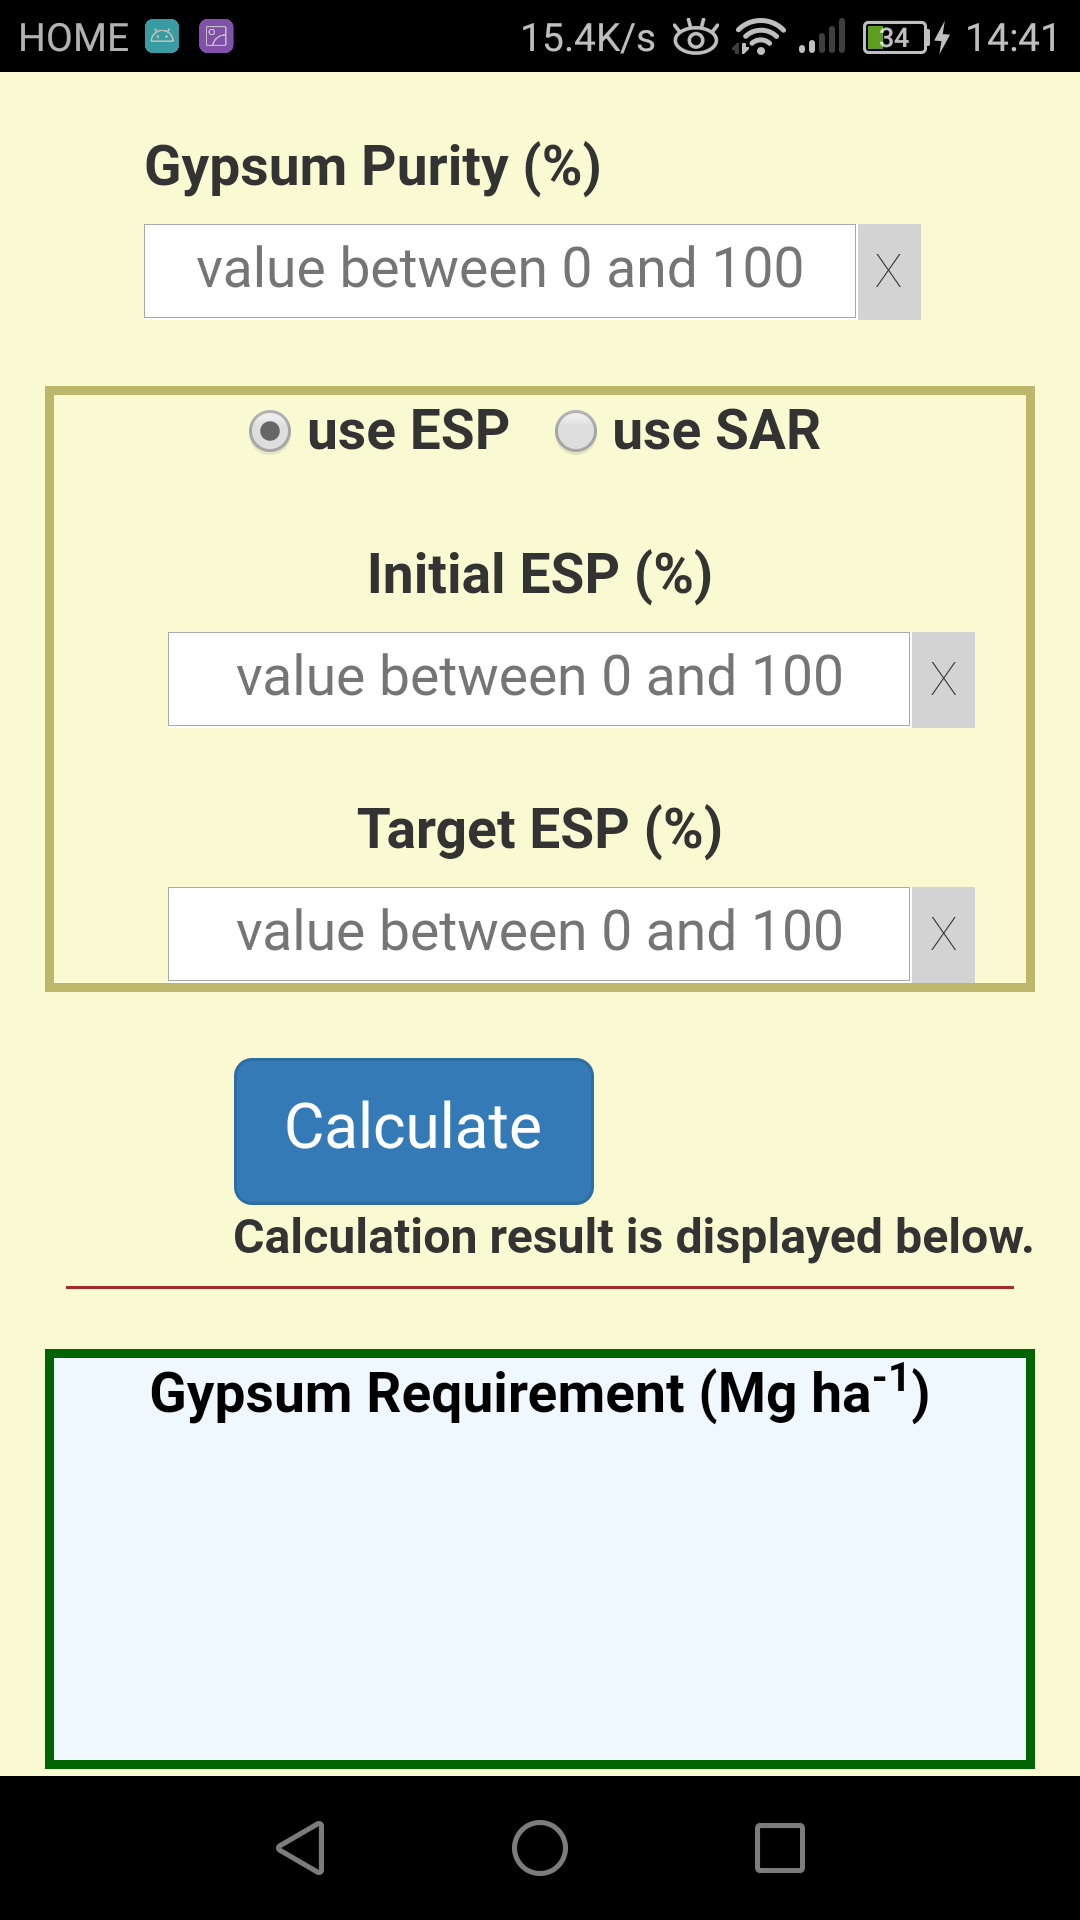 HOME 15.4K/s 34 14:41
Gypsum Purity (%)
value between 0 and 100 X
use ESP use SAR
Initial ESP (%)
value between 0 and 100 X
Target ESP (%)
value between 0 and 100 X
Calculate
Calculation result is displayed below.
Gypsum Requirement (Mg ha⁻¹)